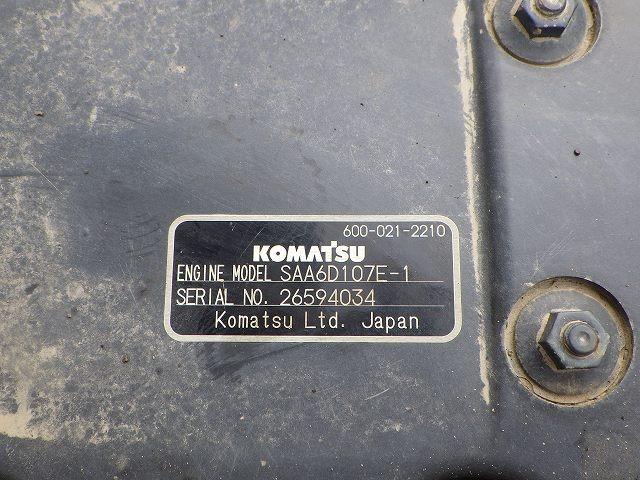 600-021-2210
KOMATSU
ENGINE MODEL SAA6D107E-1
SERIAL NO. 26594034
Komatsu Ltd. Japan